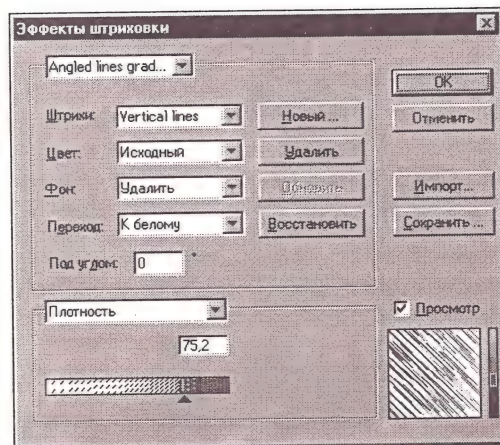 Эффекты штриховки
Angled lines grad...
OK
Штрихи: Vertical lines Новый ... Отменить
Цвет: Исходный Удалить
Фон: Удалить Обновить Импорт...
Переход: К белому Восстановить Сохранить ...
Под углом: 0 °
Плотность Просмотр
75,2